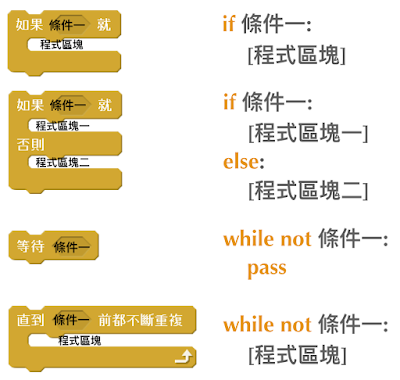 如果 條件一 就
程式區塊
if 條件一:
[程式區塊]
如果 條件一 就
程式區塊一
否則
程式區塊二
if 條件一:
[程式區塊一]
else:
[程式區塊二]
等待 條件一
while not 條件一:
pass
直到 條件一 前都不斷重複
程式區塊
while not 條件一:
[程式區塊]